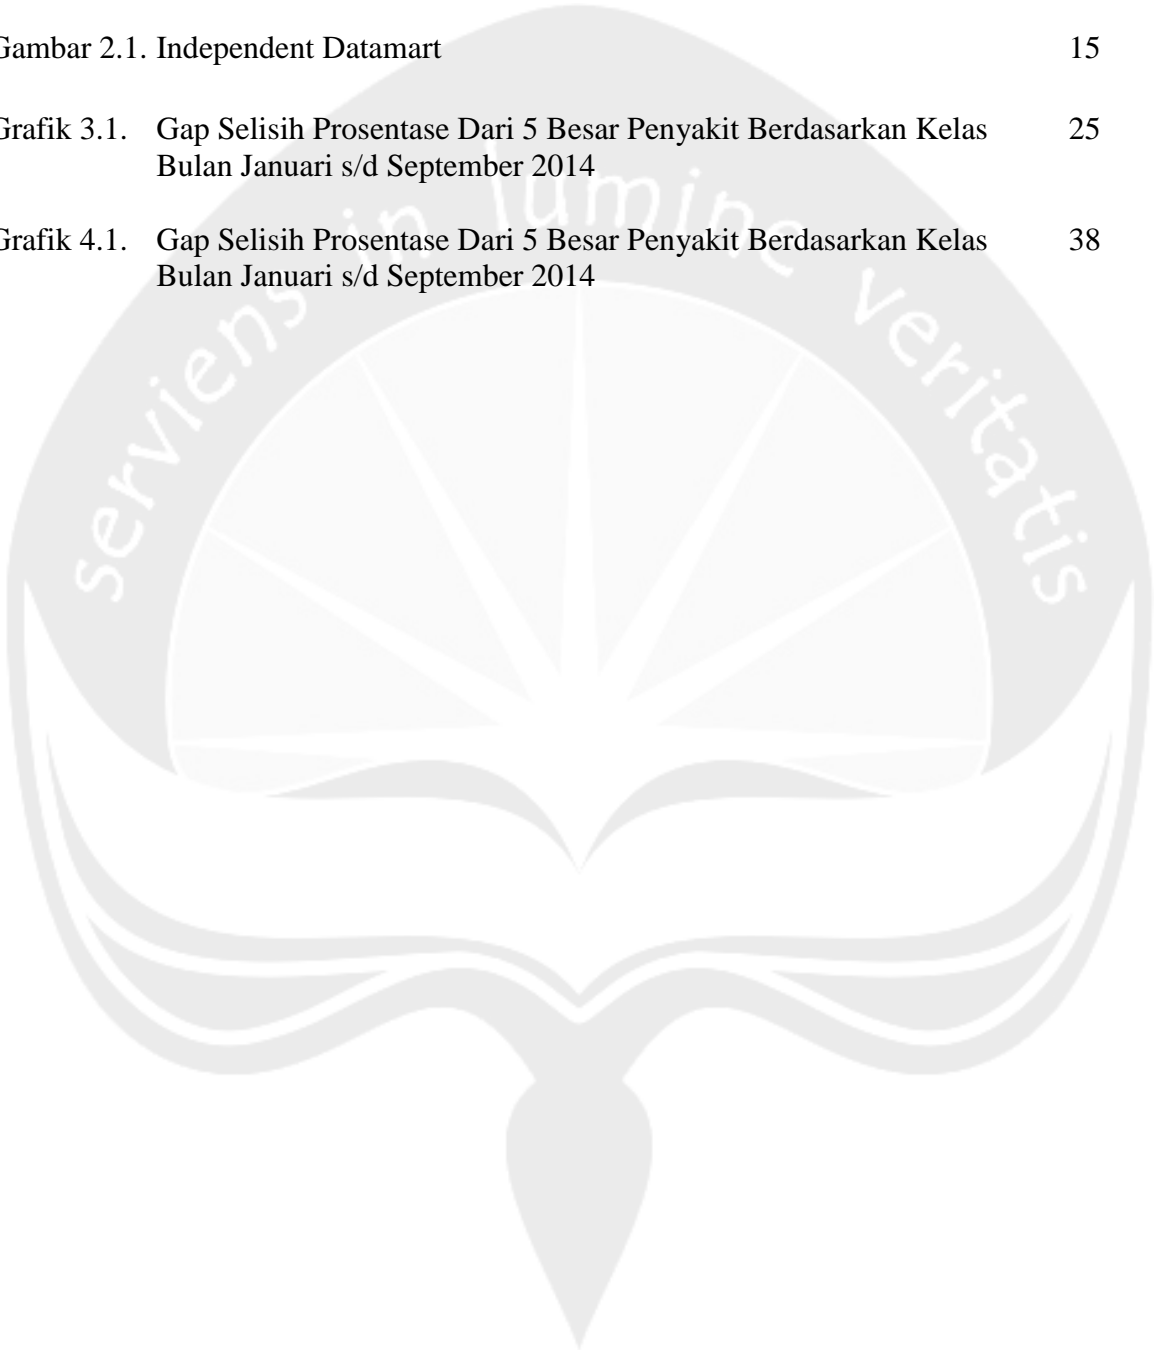 Gambar 2.1. Independent Datamart 15
Grafik 3.1. Gap Selisih Prosentase Dari 5 Besar Penyakit Berdasarkan Kelas 25
Bulan Januari s/d September 2014
Grafik 4.1. Gap Selisih Prosentase Dari 5 Besar Penyakit Berdasarkan Kelas 38
Bulan Januari s/d September 2014
serviens in lumine veritatis